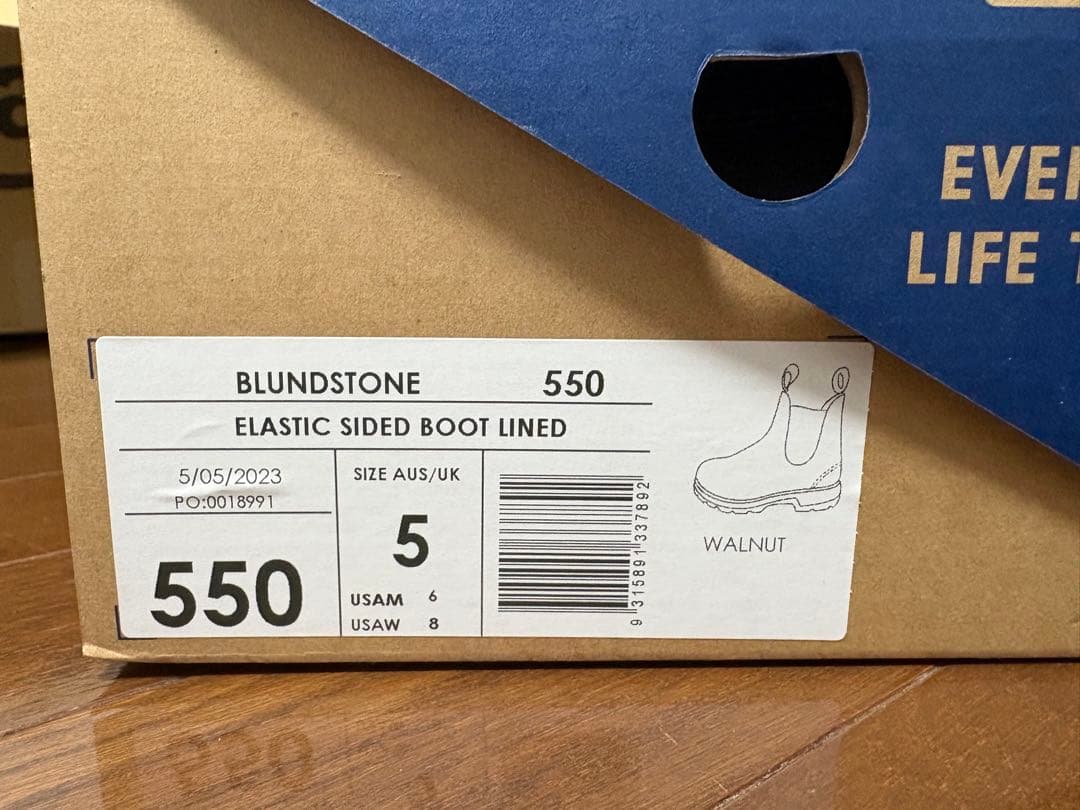 EVE
LIFE
BLUNDSTONE 550
ELASTIC SIDED BOOT LINED
5/05/2023
PO:0018991
550
SIZE AUS/UK
5
USAM 6
USAW 8
9 315891 337892
WALNUT